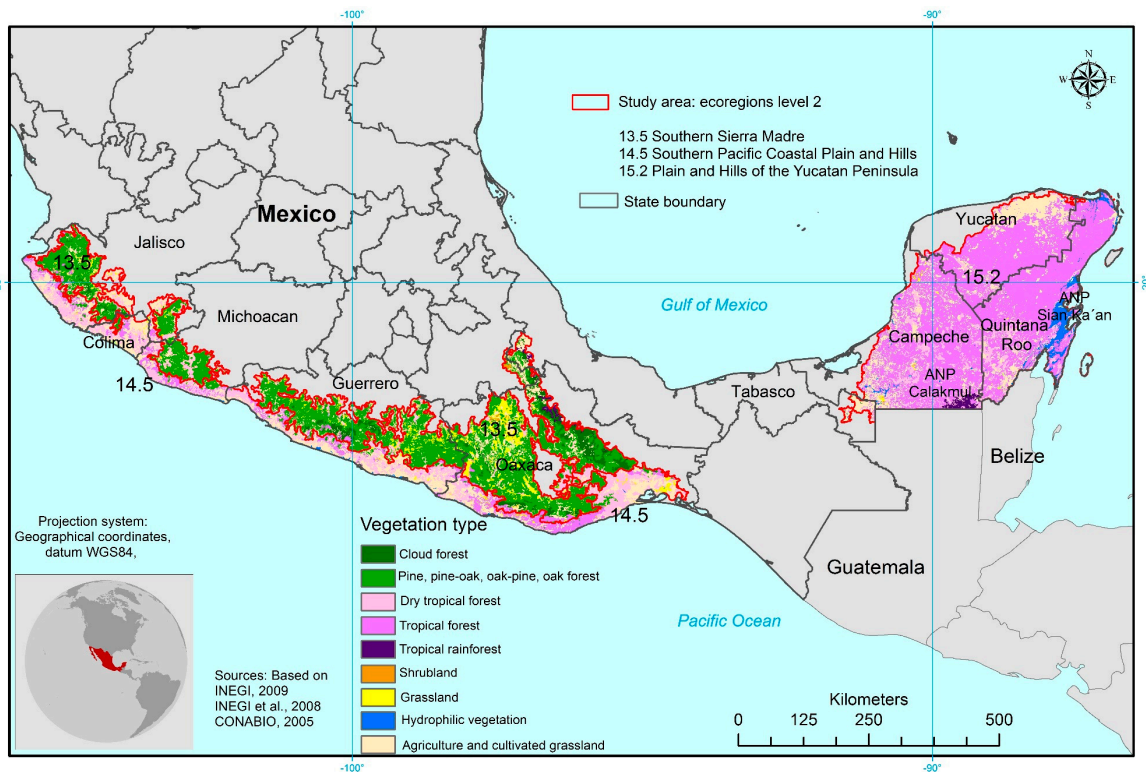 -100°
-90°
N
W
E
S
Study area: ecoregions level 2
13.5 Southern Sierra Madre
14.5 Southern Pacific Coastal Plain and Hills
15.2 Plain and Hills of the Yucatan Peninsula
State boundary
Mexico
Yucatan
Jalisco
13.5
15.2
ANP
Sian Ka´an
Gulf of Mexico
Michoacan
Quintana
Roo
Campeche
Colima
14.5
Guerrero
Tabasco
ANP
Calakmul
13.5
Oaxaca
Belize
14.5
Guatemala
Pacific Ocean
Projection system:
Geographical coordinates,
datum WGS84,
Vegetation type
Cloud forest
Pine, pine-oak, oak-pine, oak forest
Dry tropical forest
Tropical forest
Tropical rainforest
Shrubland
Grassland
Hydrophilic vegetation
Agriculture and cultivated grassland
Sources: Based on
INEGI, 2009
INEGI et al., 2008
CONABIO, 2005
Kilometers
0 125 250 500
-100°
-90°